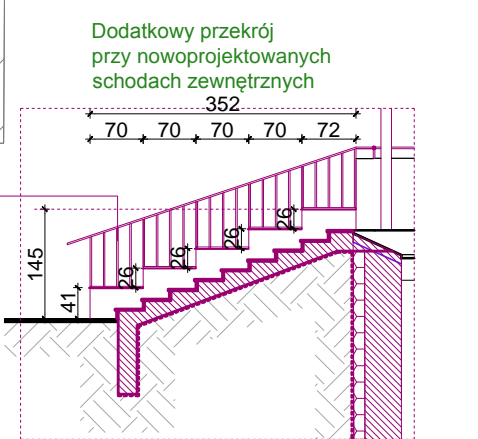 Dodatkowy przekrój
przy nowoprojektowanych
schodach zewnętrznych
352
70 70 70 70 72
26
26
26
26
145
41